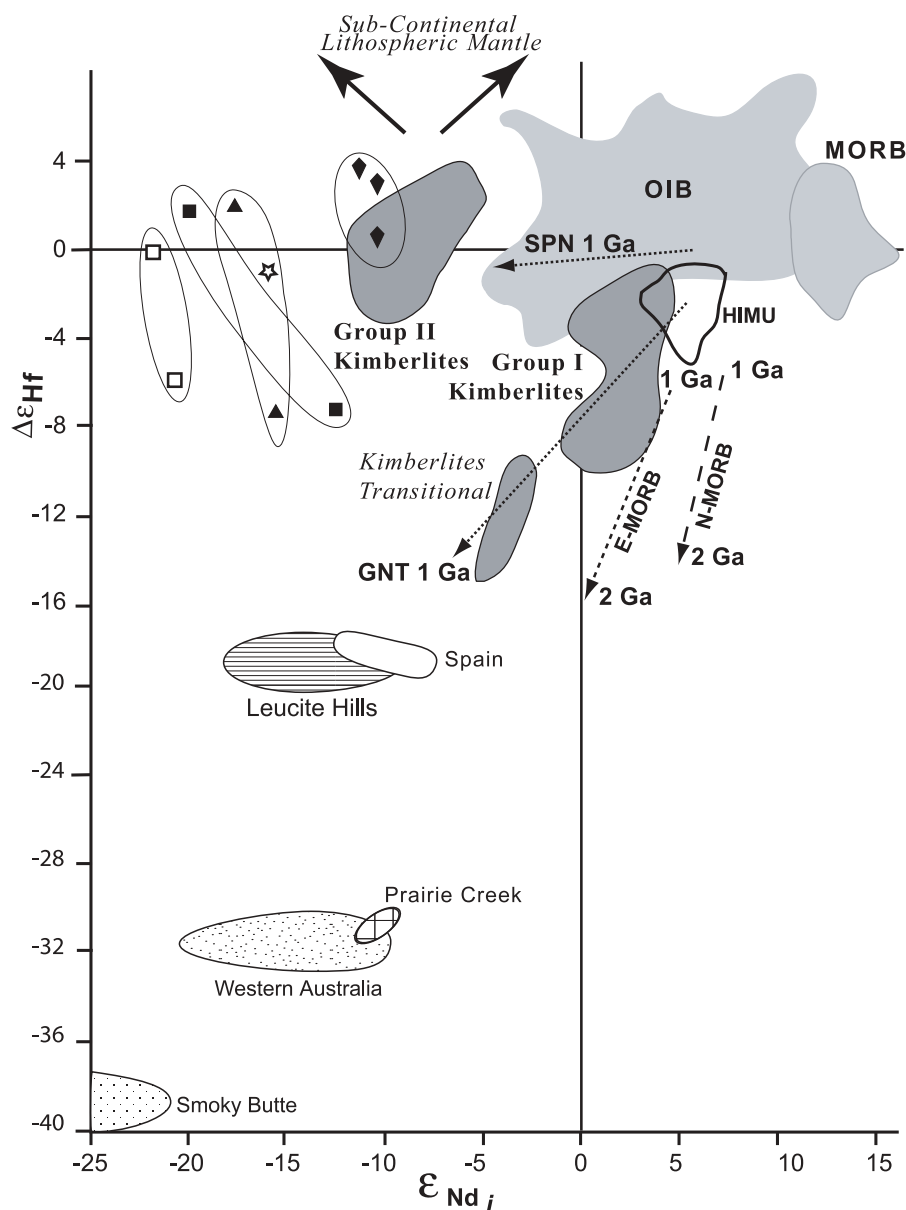 Sub-Continental
Lithospheric Mantle
MORB
OIB
SPN 1 Ga
HIMU
Group II
Kimberlites
Group I
Kimberlites
1 Ga
1 Ga
Kimberlites
Transitional
E-MORB
N-MORB
GNT 1 Ga
2 Ga
2 Ga
Spain
Leucite Hills
Prairie Creek
Western Australia
Smoky Butte
ΔεHf
4
0
-4
-8
-12
-16
-20
-24
-28
-32
-36
-40
-25 -20 -15 -10 -5 0 5 10 15
εNd i